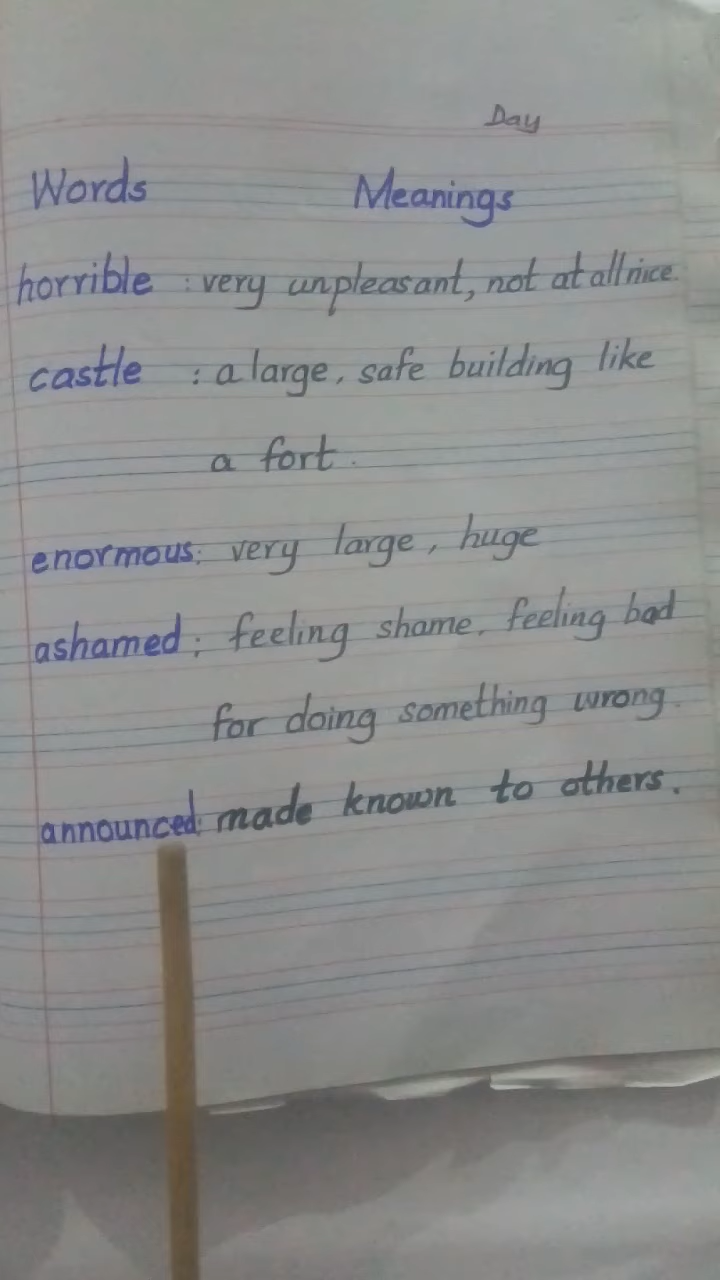 Day
Words Meanings
horrible : very unpleasant, not at all nice.
castle : a large, safe building like
a fort.
enormous: very large, huge
ashamed: feeling shame, feeling bad
for doing something wrong.
announced: made known to others.